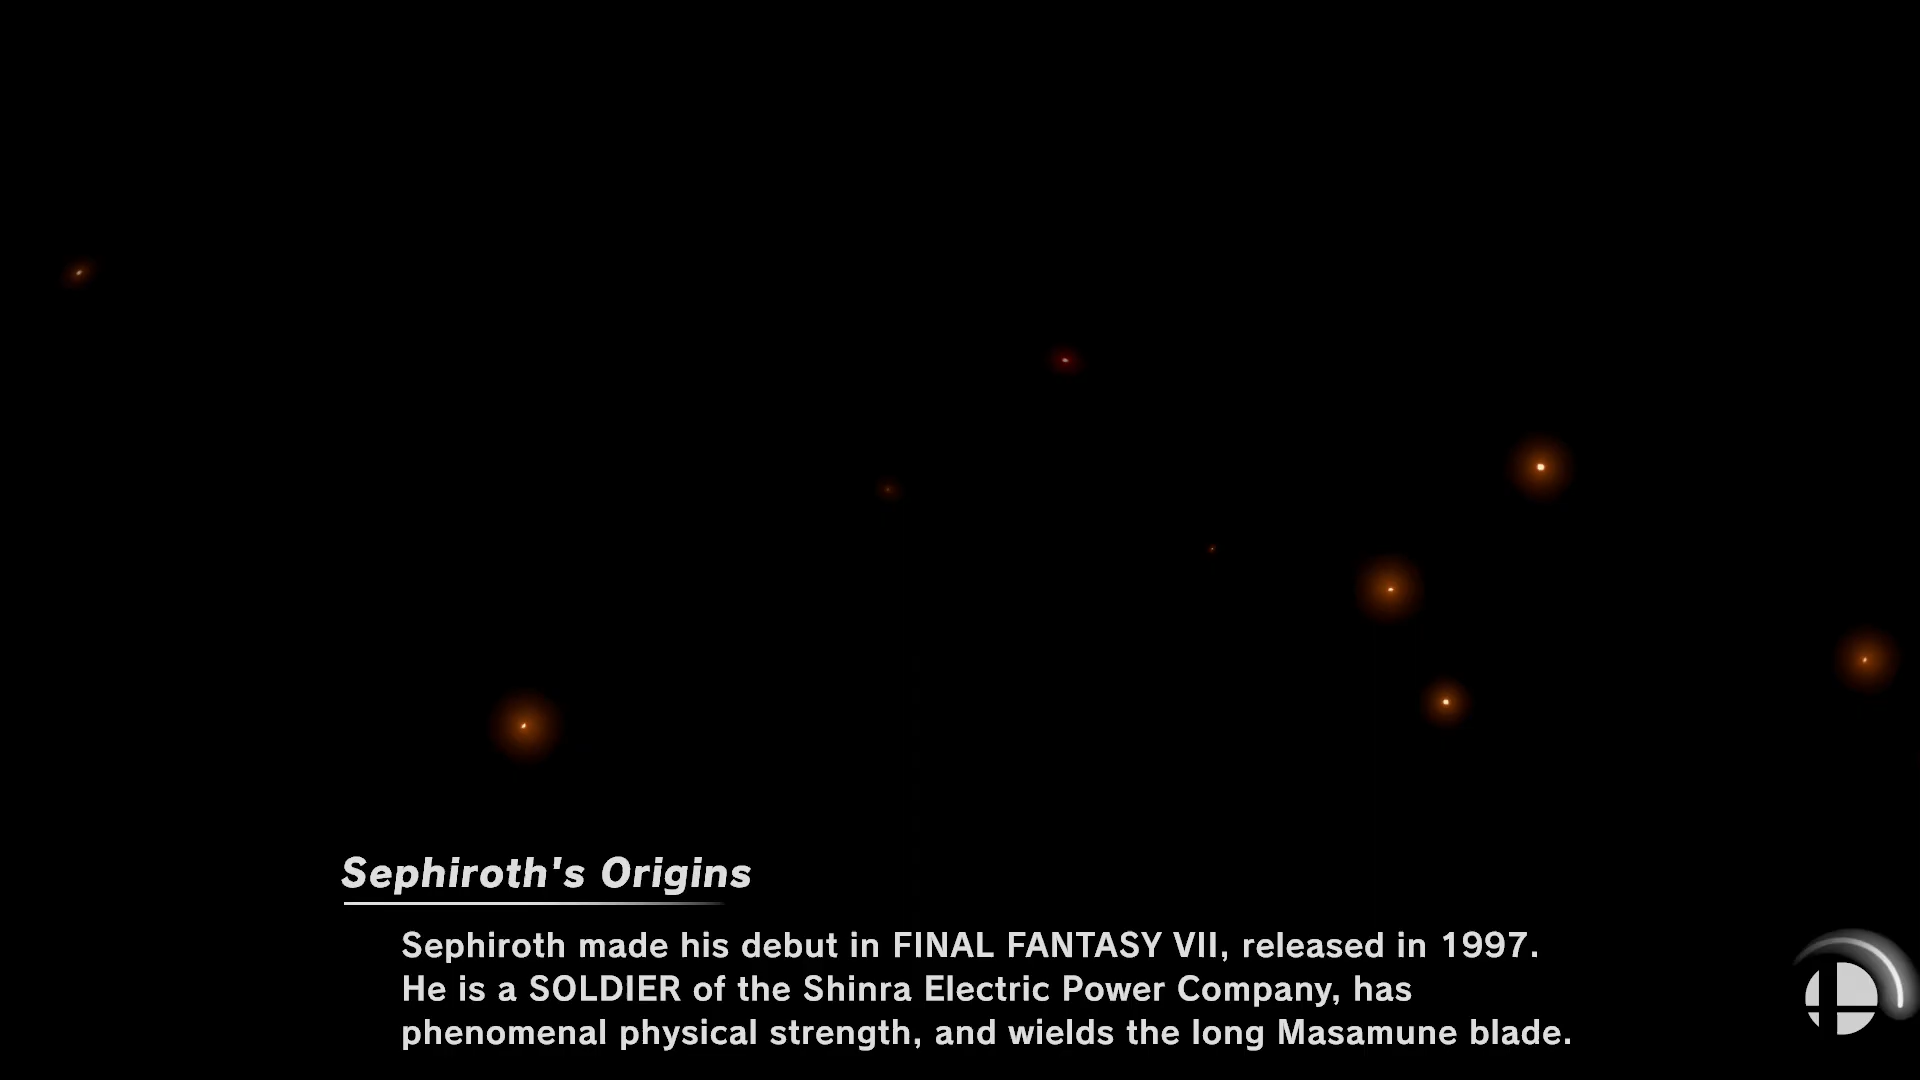 Sephiroth's Origins
Sephiroth made his debut in FINAL FANTASY VII, released in 1997.
He is a SOLDIER of the Shinra Electric Power Company, has
phenomenal physical strength, and wields the long Masamune blade.